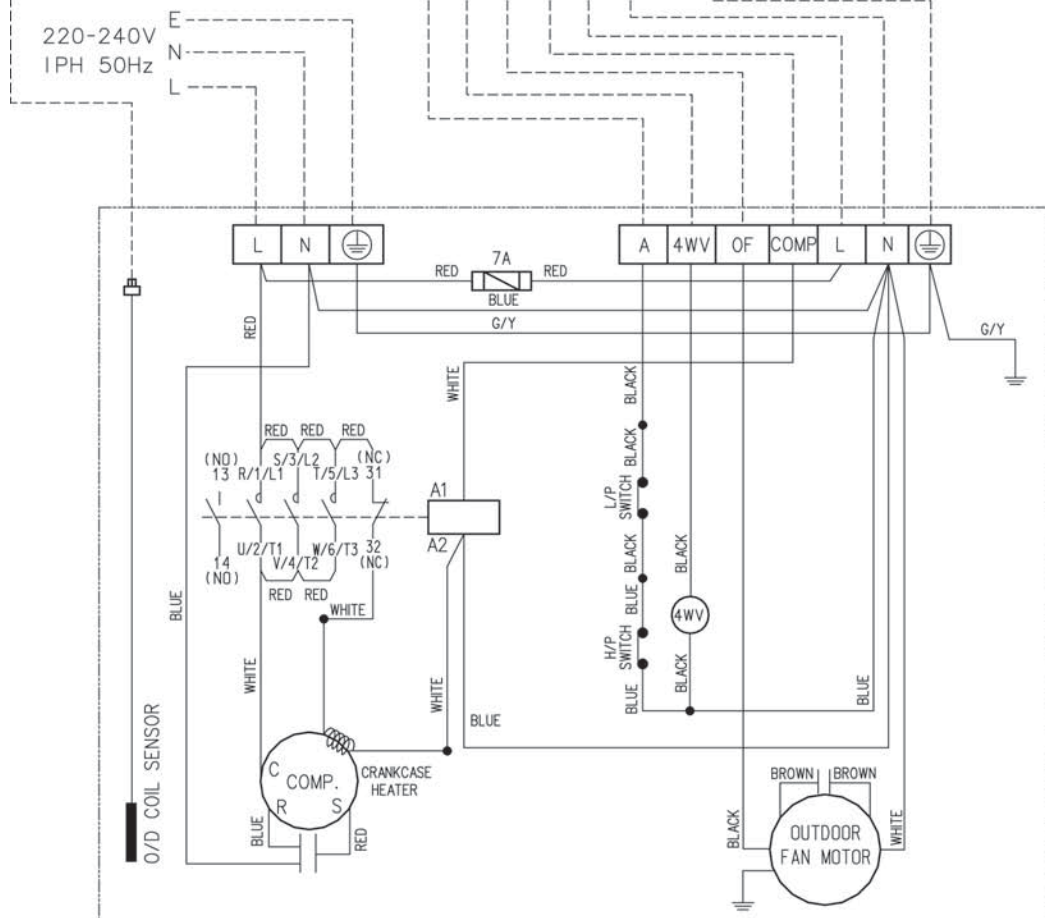 220-240V
1PH 50Hz
E
N
L
L N
A 4WV OF COMP L N
7A
RED RED
BLUE
G/Y
G/Y
RED
WHITE
BLACK
RED RED RED
(NO) S/3/L2 (NC)
13 R/1/L1 T/5/L3 31
BLACK
L/P
SWITCH
A1
A2
U/2/T1 W/6/T3 32
14 V/4/T2 (NC)
(NO)
RED RED
WHITE
BLACK
BLACK
BLUE
BLUE
4WV
H/P
SWITCH
WHITE
WHITE
BLUE
BLUE
BLACK
BLUE
O/D COIL SENSOR
C
COMP.
R S
CRANKCASE
HEATER
BLUE
RED
BROWN BROWN
BLACK
OUTDOOR
FAN MOTOR
WHITE